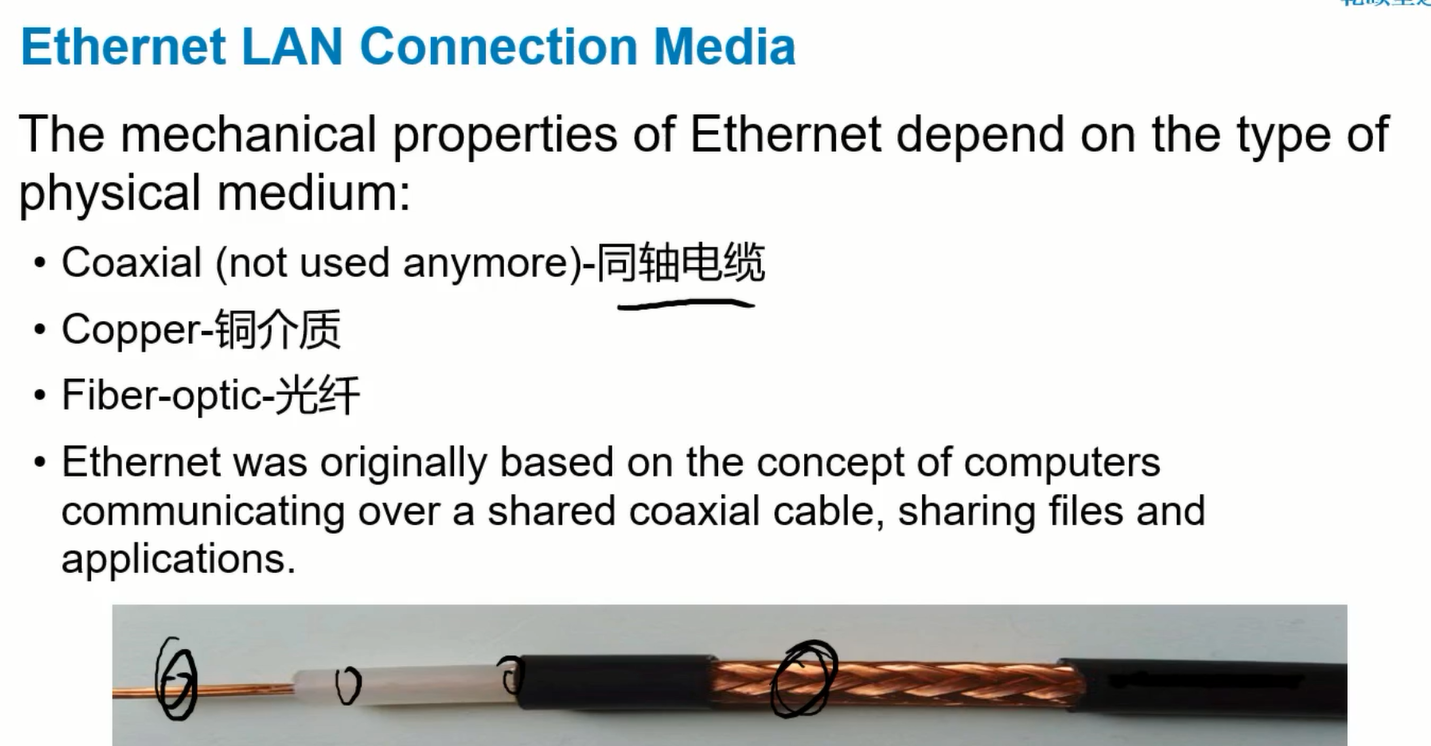 Ethernet LAN Connection Media
The mechanical properties of Ethernet depend on the type of
physical medium:
• Coaxial (not used anymore)-同轴电缆
• Copper-铜介质
• Fiber-optic-光纤
• Ethernet was originally based on the concept of computers
communicating over a shared coaxial cable, sharing files and
applications.